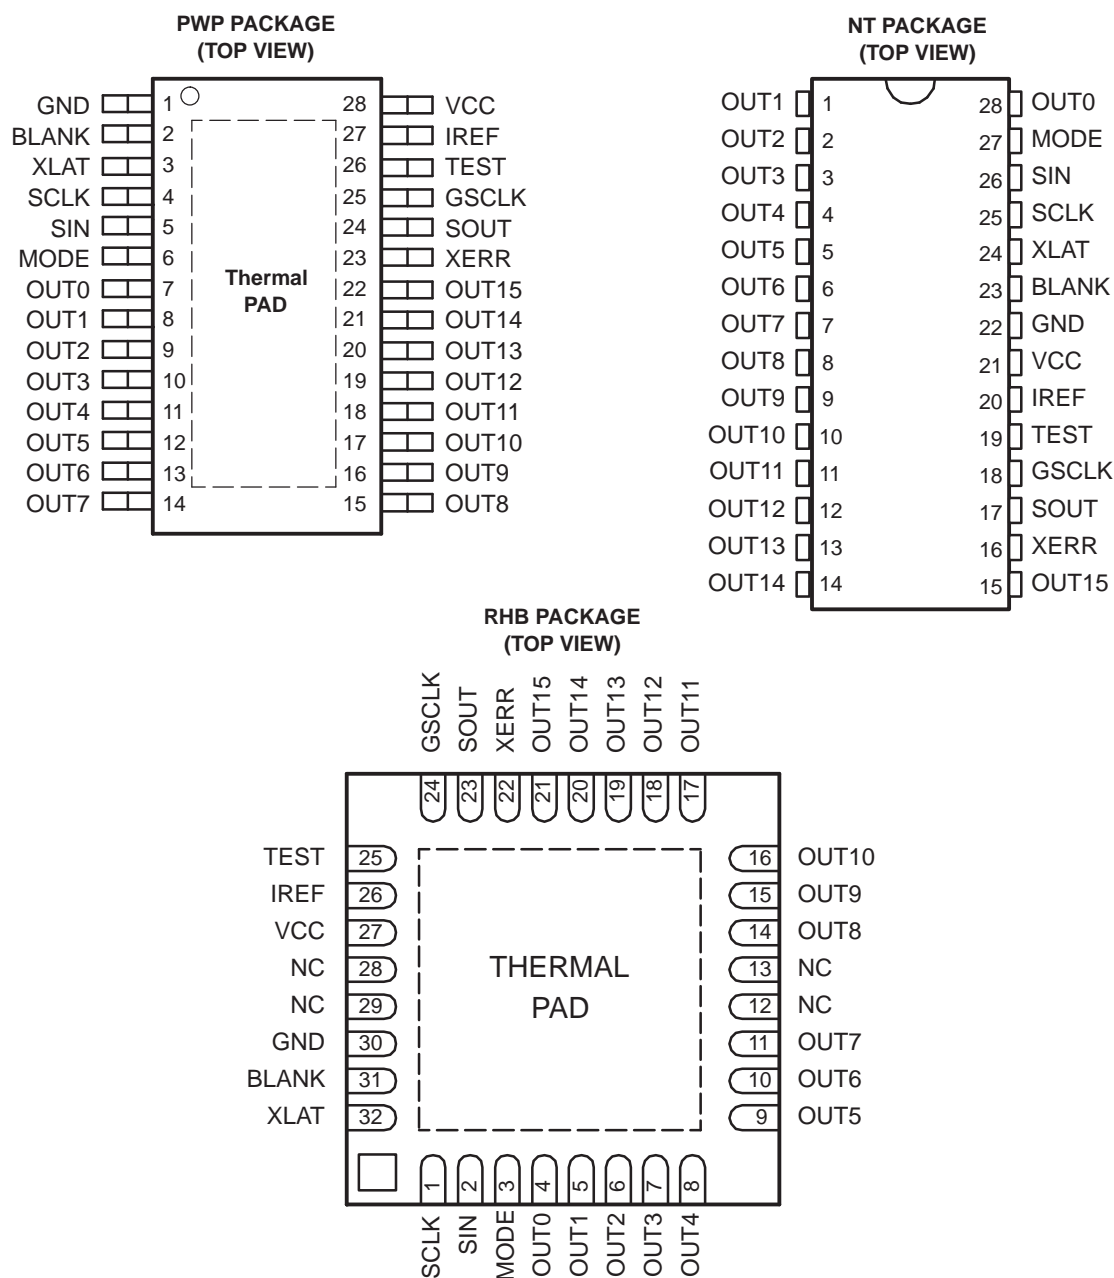 PWP PACKAGE
(TOP VIEW)
GND 1 28 VCC
BLANK 2 27 IREF
XLAT 3 26 TEST
SCLK 4 25 GSCLK
SIN 5 24 SOUT
MODE 6 23 XERR
OUT0 7 22 OUT15
OUT1 8 21 OUT14
OUT2 9 20 OUT13
OUT3 10 19 OUT12
OUT4 11 18 OUT11
OUT5 12 17 OUT10
OUT6 13 16 OUT9
OUT7 14 15 OUT8
Thermal
PAD
NT PACKAGE
(TOP VIEW)
OUT1 1 28 OUT0
OUT2 2 27 MODE
OUT3 3 26 SIN
OUT4 4 25 SCLK
OUT5 5 24 XLAT
OUT6 6 23 BLANK
OUT7 7 22 GND
OUT8 8 21 VCC
OUT9 9 20 IREF
OUT10 10 19 TEST
OUT11 11 18 GSCLK
OUT12 12 17 SOUT
OUT13 13 16 XERR
OUT14 14 15 OUT15
RHB PACKAGE
(TOP VIEW)
GSCLK SOUT XERR OUT15 OUT14 OUT13 OUT12 OUT11
24 23 22 21 20 19 18 17
TEST 25 16 OUT10
IREF 26 15 OUT9
VCC 27 14 OUT8
NC 28 13 NC
NC 29 12 NC
GND 30 11 OUT7
BLANK 31 10 OUT6
XLAT 32 9 OUT5
THERMAL
PAD
1 2 3 4 5 6 7 8
SCLK SIN MODE OUT0 OUT1 OUT2 OUT3 OUT4